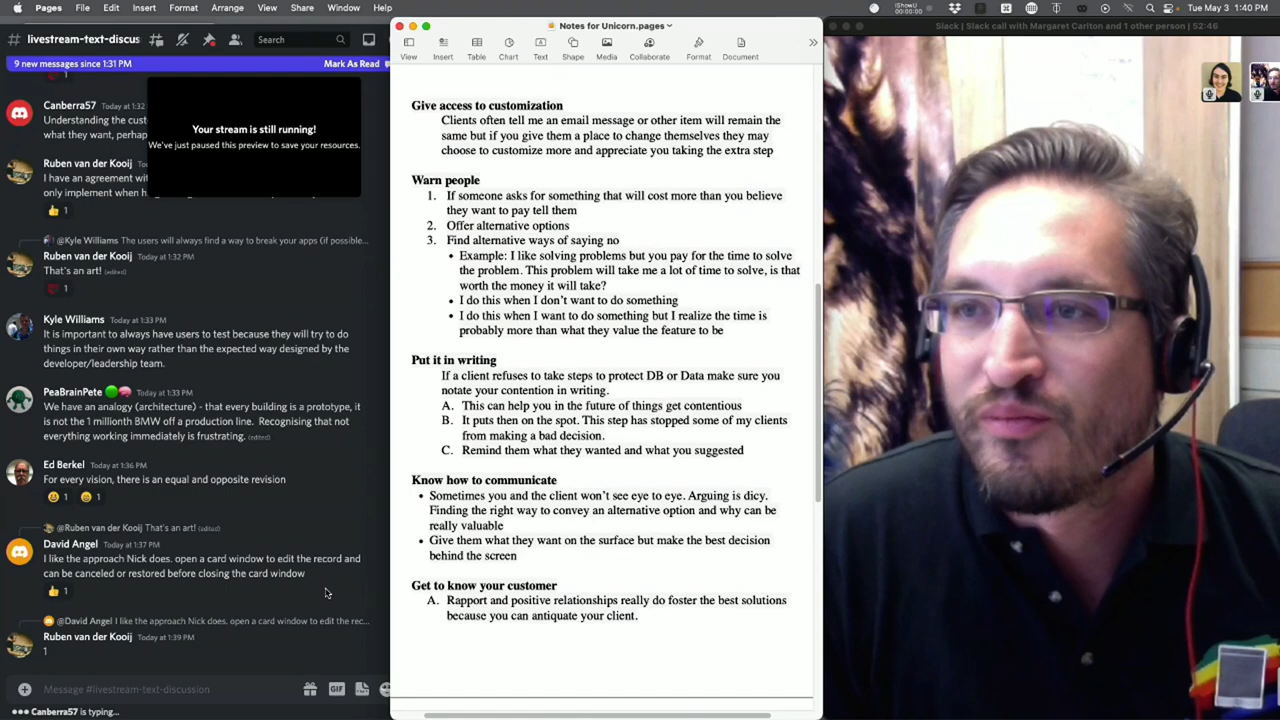 Pages File Edit Insert Format Arrange View Share Window Help
iShowU
00:00:00
Tue May 3 1:40 PM
# livestream-text-discus
Search
9 new messages since 1:31 PM
Mark As Read
Canberra57 Today at 1:32
Understanding the cust
what they want, perhap
Your stream is still running!
We've just paused this preview to save your resources.
Ruben van der Kooij
I have an agreement with
only implement when h
1
@Kyle Williams The users will always find a way to break your apps (if possible...
Ruben van der Kooij Today at 1:32 PM
That's an art! (edited)
1
Kyle Williams Today at 1:33 PM
It is important to always have users to test because they will try to do
things in their own way rather than the expected way designed by the
developer/leadership team.
PeaBrainPete Today at 1:33 PM
We have an analogy (architecture) - that every building is a prototype, it
is not the 1 millionth BMW off a production line. Recognising that not
everything working immediately is frustrating. (edited)
Ed Berkel Today at 1:36 PM
For every vision, there is an equal and opposite revision
1 1
@Ruben van der Kooij That's an art! (edited)
David Angel Today at 1:37 PM
I like the approach Nick does. open a card window to edit the record and
can be canceled or restored before closing the card window
1
@David Angel I like the approach Nick does. open a card window to edit the rec...
Ruben van der Kooij Today at 1:39 PM
1
Message #livestream-text-discussion
GIF
Canberra57 is typing...
Notes for Unicorn.pages
View Insert Table Chart Text Shape Media Collaborate Format Document
Give access to customization
Clients often tell me an email message or other item will remain the
same but if you give them a place to change themselves they may
choose to customize more and appreciate you taking the extra step
Warn people
1. If someone asks for something that will cost more than you believe
they want to pay tell them
2. Offer alternative options
3. Find alternative ways of saying no
• Example: I like solving problems but you pay for the time to solve
the problem. This problem will take me a lot of time to solve, is that
worth the money it will take?
• I do this when I don't want to do something
• I do this when I want to do something but I realize the time is
probably more than what they value the feature to be
Put it in writing
If a client refuses to take steps to protect DB or Data make sure you
notate your contention in writing.
A. This can help you in the future of things get contentious
B. It puts then on the spot. This step has stopped some of my clients
from making a bad decision.
C. Remind them what they wanted and what you suggested
Know how to communicate
• Sometimes you and the client won't see eye to eye. Arguing is dicy.
Finding the right way to convey an alternative option and why can be
really valuable
• Give them what they want on the surface but make the best decision
behind the screen
Get to know your customer
A. Rapport and positive relationships really do foster the best solutions
because you can antiquate your client.
Slack | Slack call with Margaret Carlton and 1 other person | 52:46